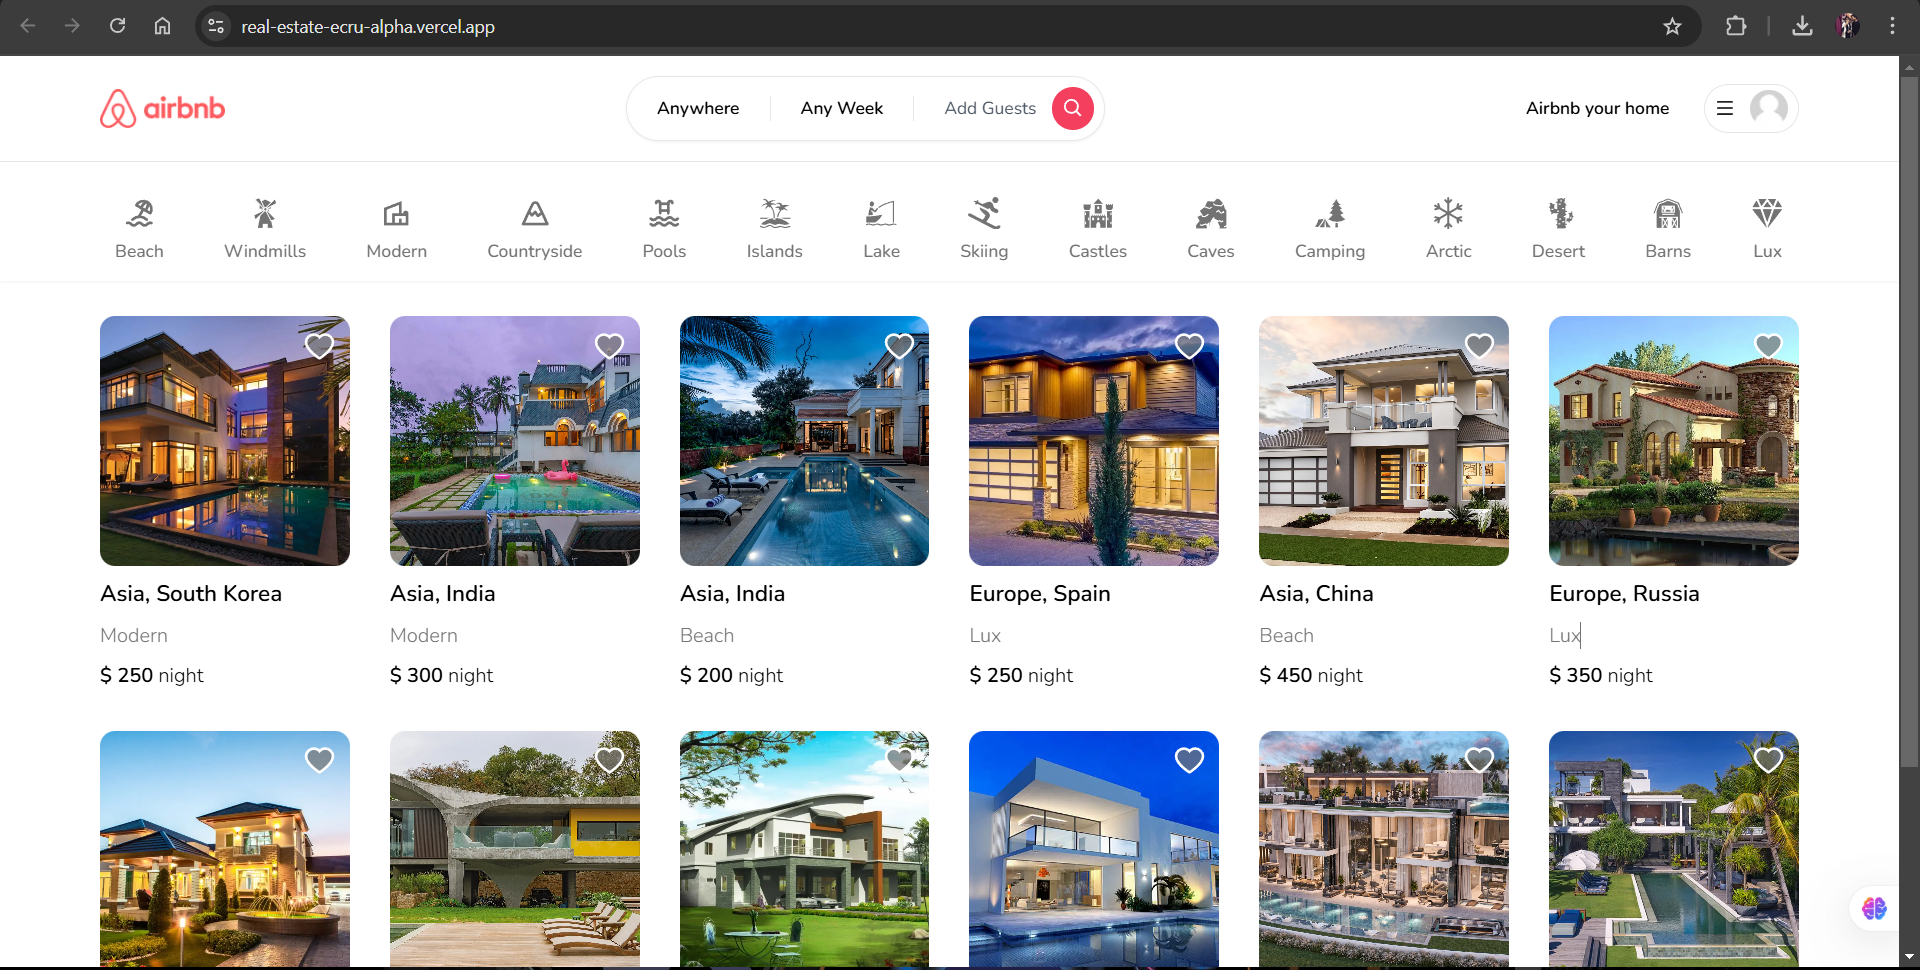 real-estate-ecru-alpha.vercel.app
airbnb
Anywhere
Any Week
Add Guests
Airbnb your home
Beach
Windmills
Modern
Countryside
Pools
Islands
Lake
Skiing
Castles
Caves
Camping
Arctic
Desert
Barns
Lux
Asia, South Korea
Modern
$ 250 night
Asia, India
Modern
$ 300 night
Asia, India
Beach
$ 200 night
Europe, Spain
Lux
$ 250 night
Asia, China
Beach
$ 450 night
Europe, Russia
Lux
$ 350 night